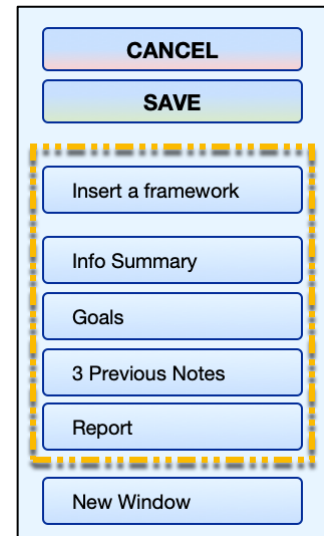 CANCEL
SAVE
Insert a framework
Info Summary
Goals
3 Previous Notes
Report
New Window